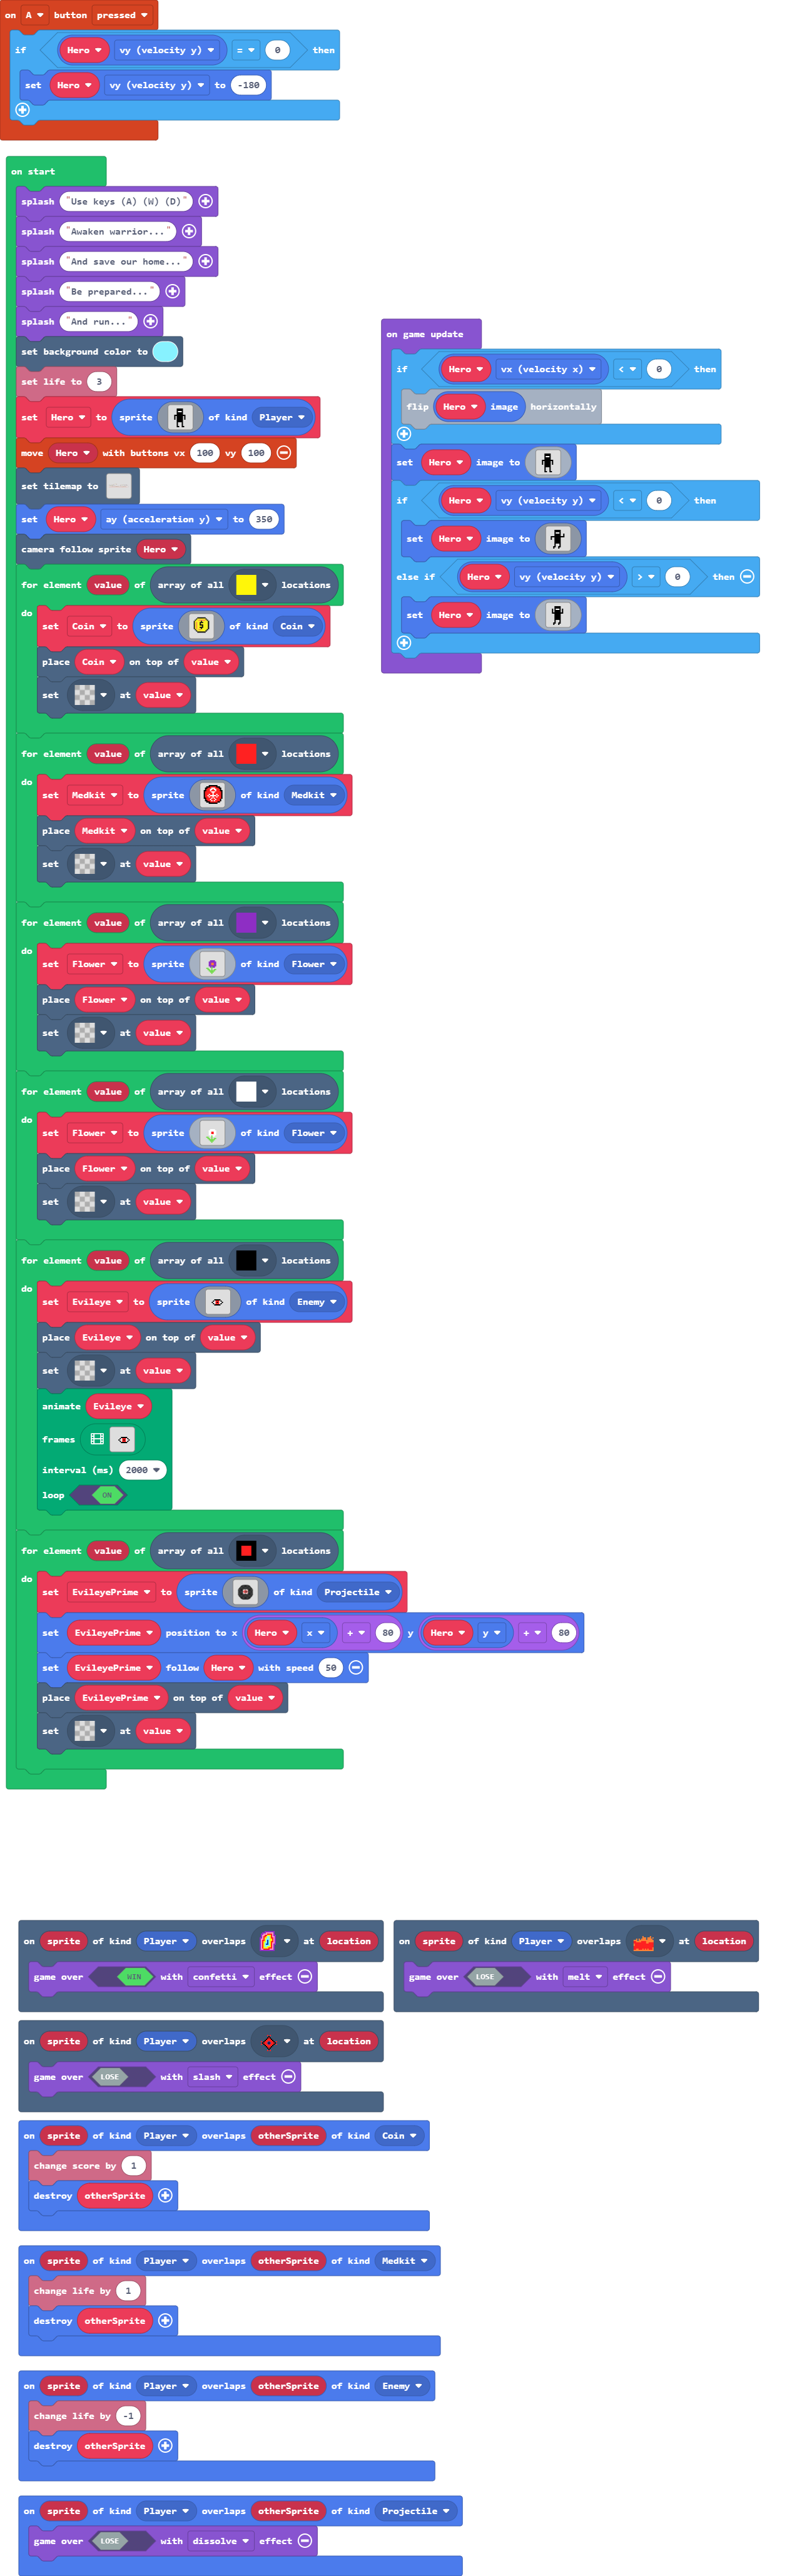 on A button pressed
if Hero vy (velocity y) = 0 then
set Hero vy (velocity y) to -180
on start
splash "Use keys (A) (W) (D)"
splash "Awaken warrior..."
splash "And save our home..."
splash "Be prepared..."
splash "And run..."
set background color to
set life to 3
set Hero to sprite of kind Player
move Hero with buttons vx 100 vy 100
set tilemap to
set Hero ay (acceleration y) to 350
camera follow sprite Hero
for element value of array of all locations
do
set Coin to sprite of kind Coin
place Coin on top of value
set at value
for element value of array of all locations
do
set Medkit to sprite of kind Medkit
place Medkit on top of value
set at value
for element value of array of all locations
do
set Flower to sprite of kind Flower
place Flower on top of value
set at value
for element value of array of all locations
do
set Flower to sprite of kind Flower
place Flower on top of value
set at value
for element value of array of all locations
do
set Evileye to sprite of kind Enemy
place Evileye on top of value
set at value
animate Evileye
frames
interval (ms) 2000
loop ON
for element value of array of all locations
do
set EvileyePrime to sprite of kind Projectile
set EvileyePrime position to x Hero x + 80 y Hero y + 80
set EvileyePrime follow Hero with speed 50
place EvileyePrime on top of value
set at value
on game update
if Hero vx (velocity x) < 0 then
flip Hero image horizontally
set Hero image to
if Hero vy (velocity y) < 0 then
set Hero image to
else if Hero vy (velocity y) > 0 then
set Hero image to
on sprite of kind Player overlaps at location
game over WIN with confetti effect
on sprite of kind Player overlaps at location
game over LOSE with melt effect
on sprite of kind Player overlaps at location
game over LOSE with slash effect
on sprite of kind Player overlaps otherSprite of kind Coin
change score by 1
destroy otherSprite
on sprite of kind Player overlaps otherSprite of kind Medkit
change life by 1
destroy otherSprite
on sprite of kind Player overlaps otherSprite of kind Enemy
change life by -1
destroy otherSprite
on sprite of kind Player overlaps otherSprite of kind Projectile
game over LOSE with dissolve effect